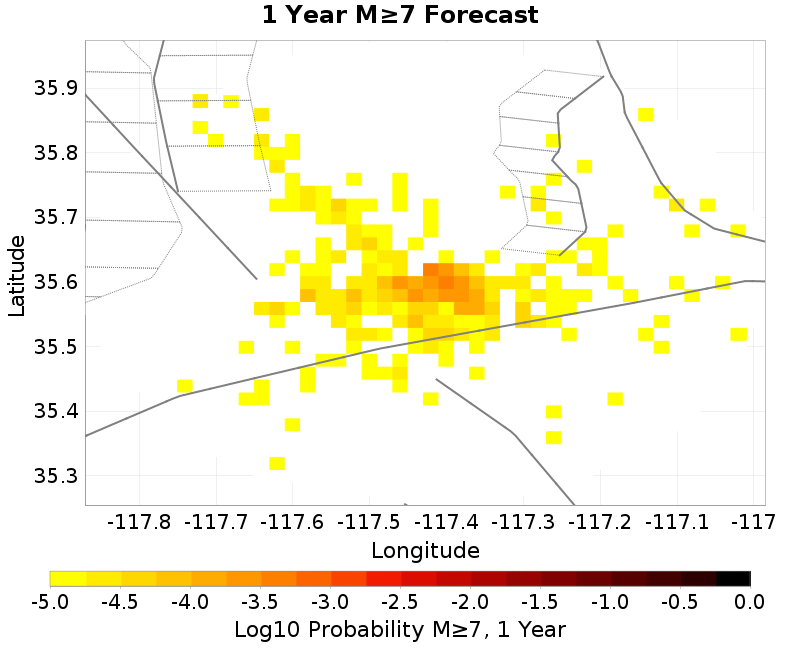 1 Year M≥7 Forecast
Latitude
35.9
35.8
35.7
35.6
35.5
35.4
35.3
-117.8 -117.7 -117.6 -117.5 -117.4 -117.3 -117.2 -117.1 -117
Longitude
-5.0 -4.5 -4.0 -3.5 -3.0 -2.5 -2.0 -1.5 -1.0 -0.5 0.0
Log10 Probability M≥7, 1 Year